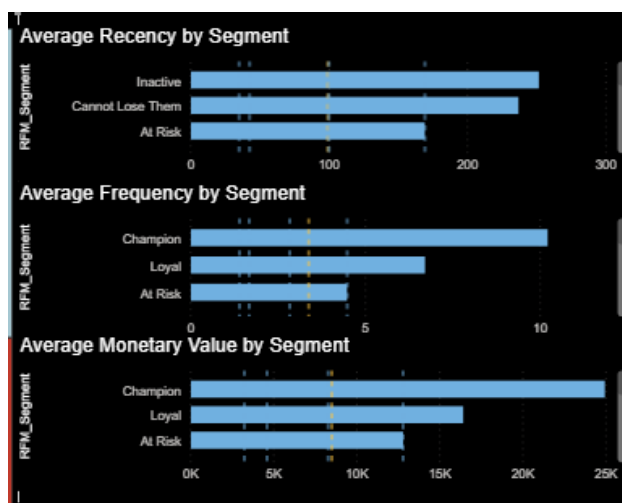 Average Recency by Segment
RFM_Segment
Inactive
Cannot Lose Them
At Risk
0 100 200 300
Average Frequency by Segment
RFM_Segment
Champion
Loyal
At Risk
0 5 10
Average Monetary Value by Segment
RFM_Segment
Champion
Loyal
At Risk
0K 5K 10K 15K 20K 25K